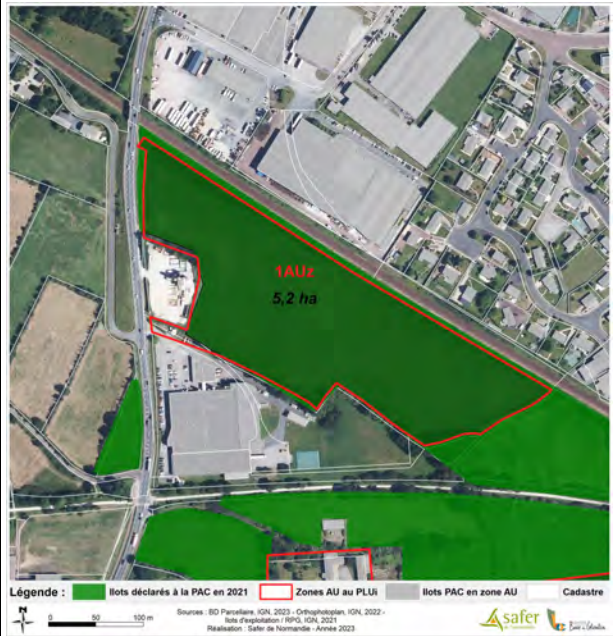 1AUz
5,2 ha
Légende :
Ilots déclarés à la PAC en 2021
Zones AU au PLUi
Ilots PAC en zone AU
Cadastre
N
0 50 100 m
Sources : BD Parcellaire, IGN, 2023 - Orthophotoplan, IGN, 2022 -
Ilots d'exploitation / RPG, IGN, 2021
Réalisation : Safer de Normandie - Année 2023
safer
de Normandie